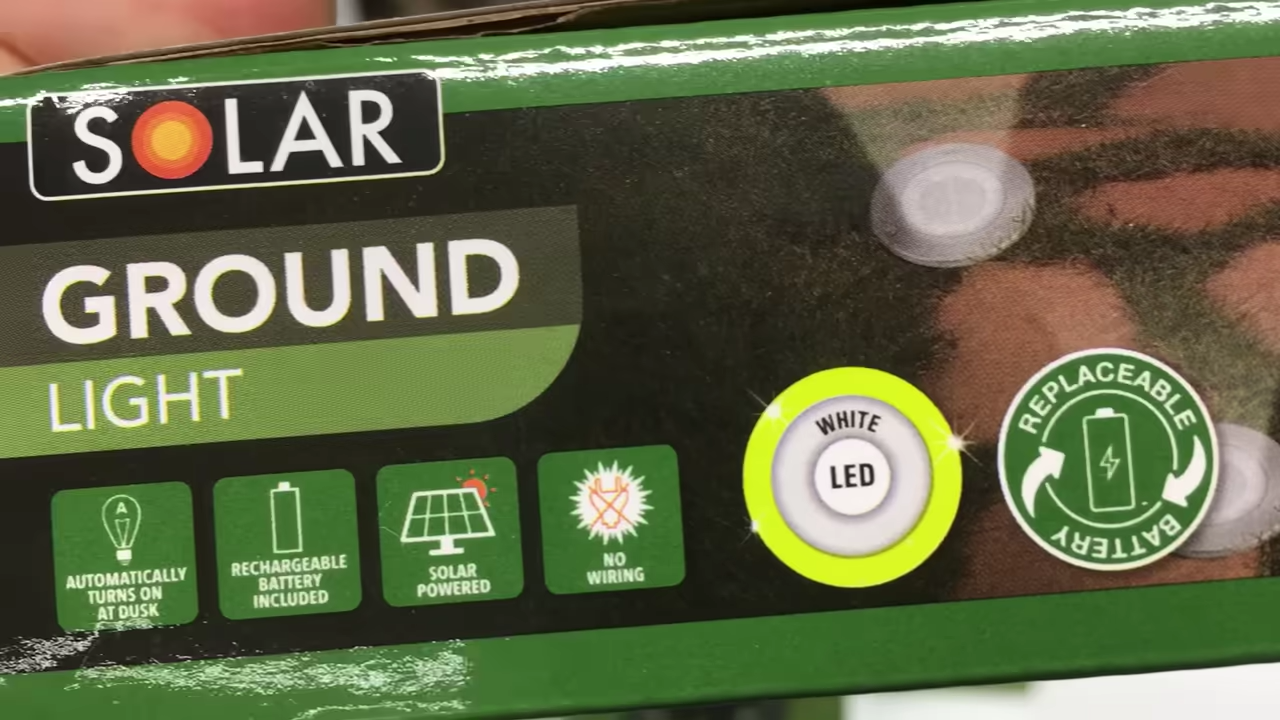 SOLAR
GROUND
LIGHT
A
AUTOMATICALLY
TURNS ON
AT DUSK
RECHARGEABLE
BATTERY
INCLUDED
SOLAR
POWERED
NO
WIRING
WHITE
LED
REPLACEABLE
BATTERY